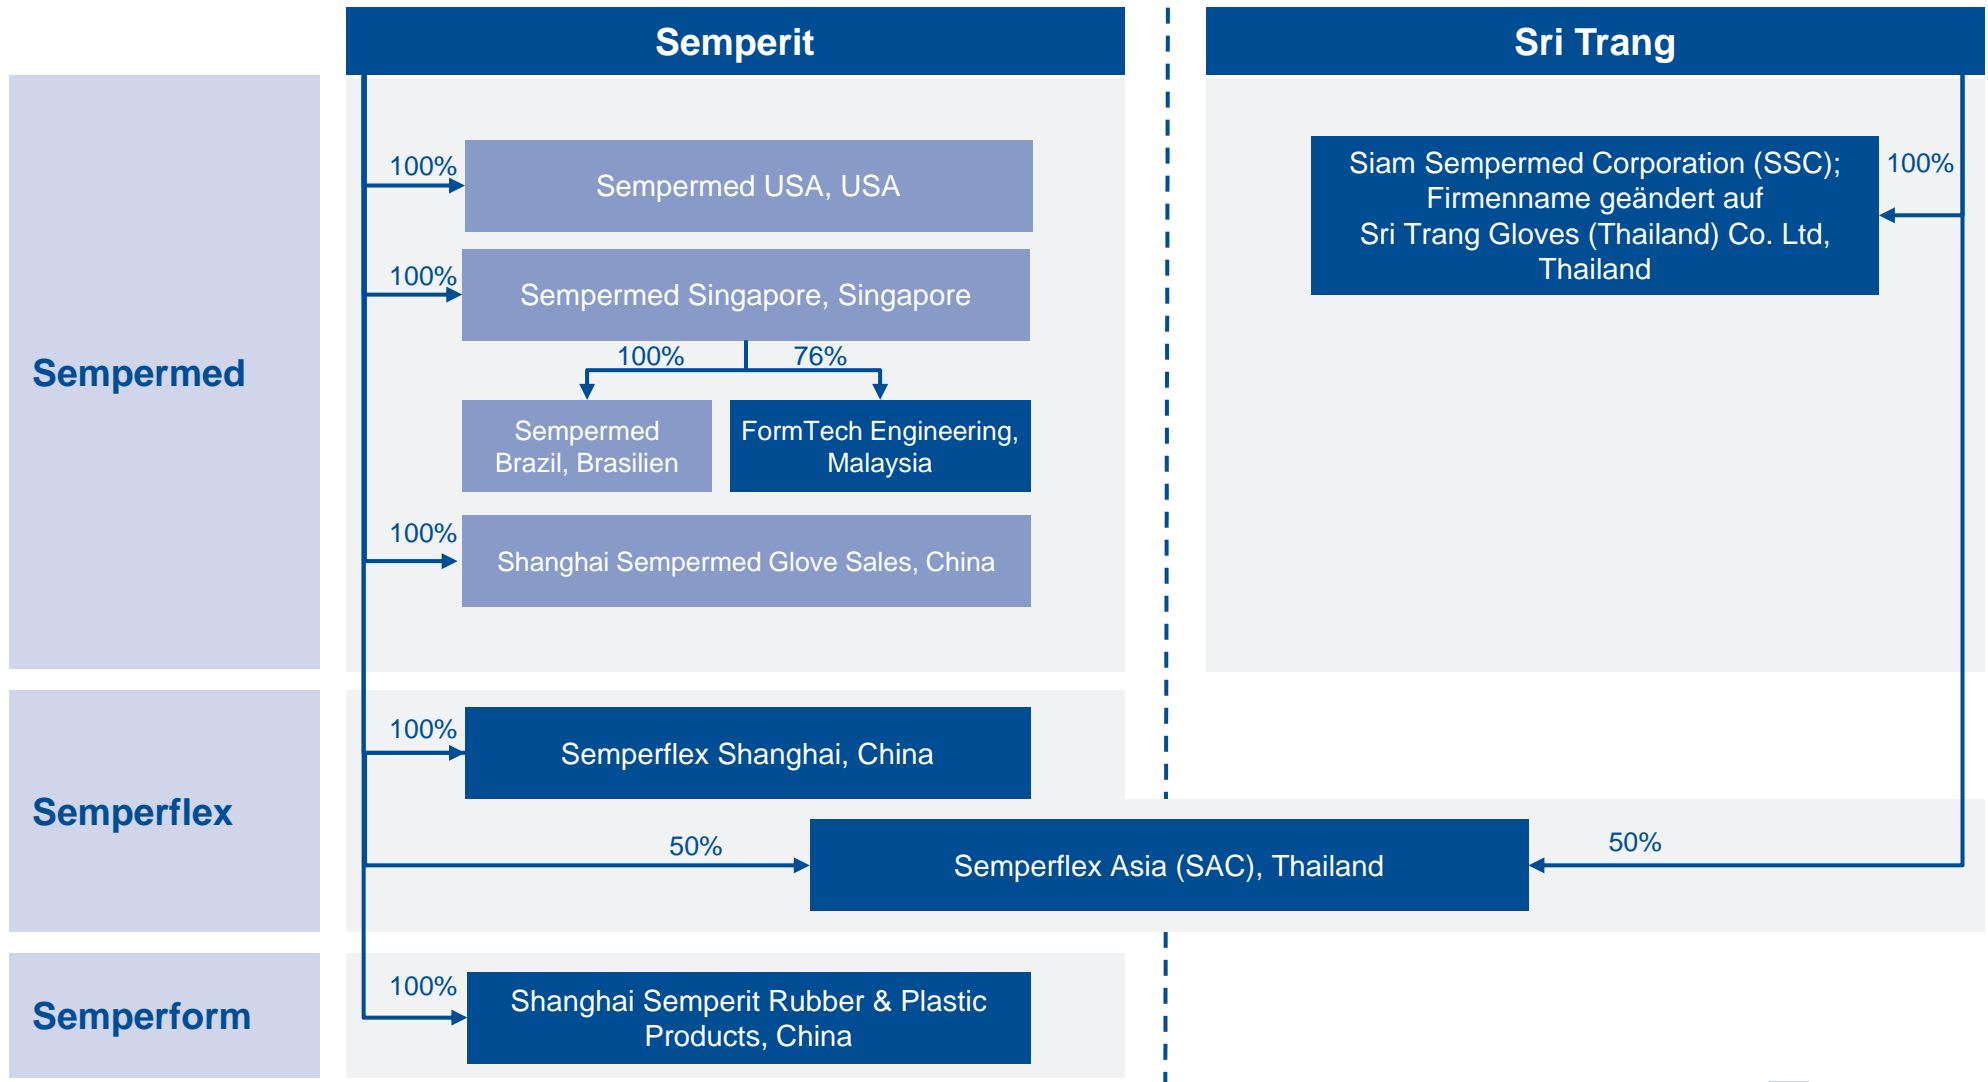 Semperit
Sri Trang
Sempermed
100%
Sempermed USA, USA
100%
Sempermed Singapore, Singapore
100%
76%
Sempermed
Brazil, Brasilien
FormTech Engineering,
Malaysia
100%
Shanghai Sempermed Glove Sales, China
Siam Sempermed Corporation (SSC);
Firmenname geändert auf
Sri Trang Gloves (Thailand) Co. Ltd,
Thailand
100%
Semperflex
100%
Semperflex Shanghai, China
50%
Semperflex Asia (SAC), Thailand
50%
Semperform
100%
Shanghai Semperit Rubber & Plastic
Products, China